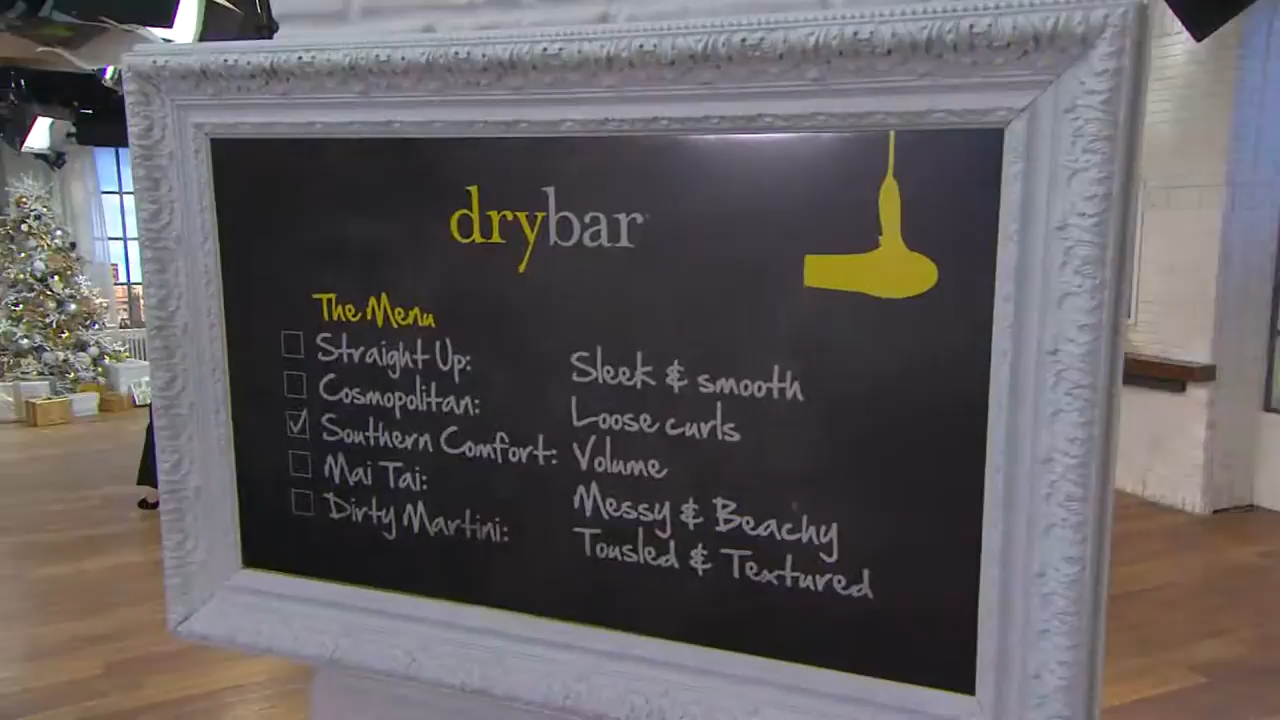 drybar
The Menu
Straight Up: Sleek & smooth
Cosmopolitan: Loose curls
Southern Comfort: Volume
Mai Tai: Messy & Beachy
Dirty Martini: Tousled & Textured